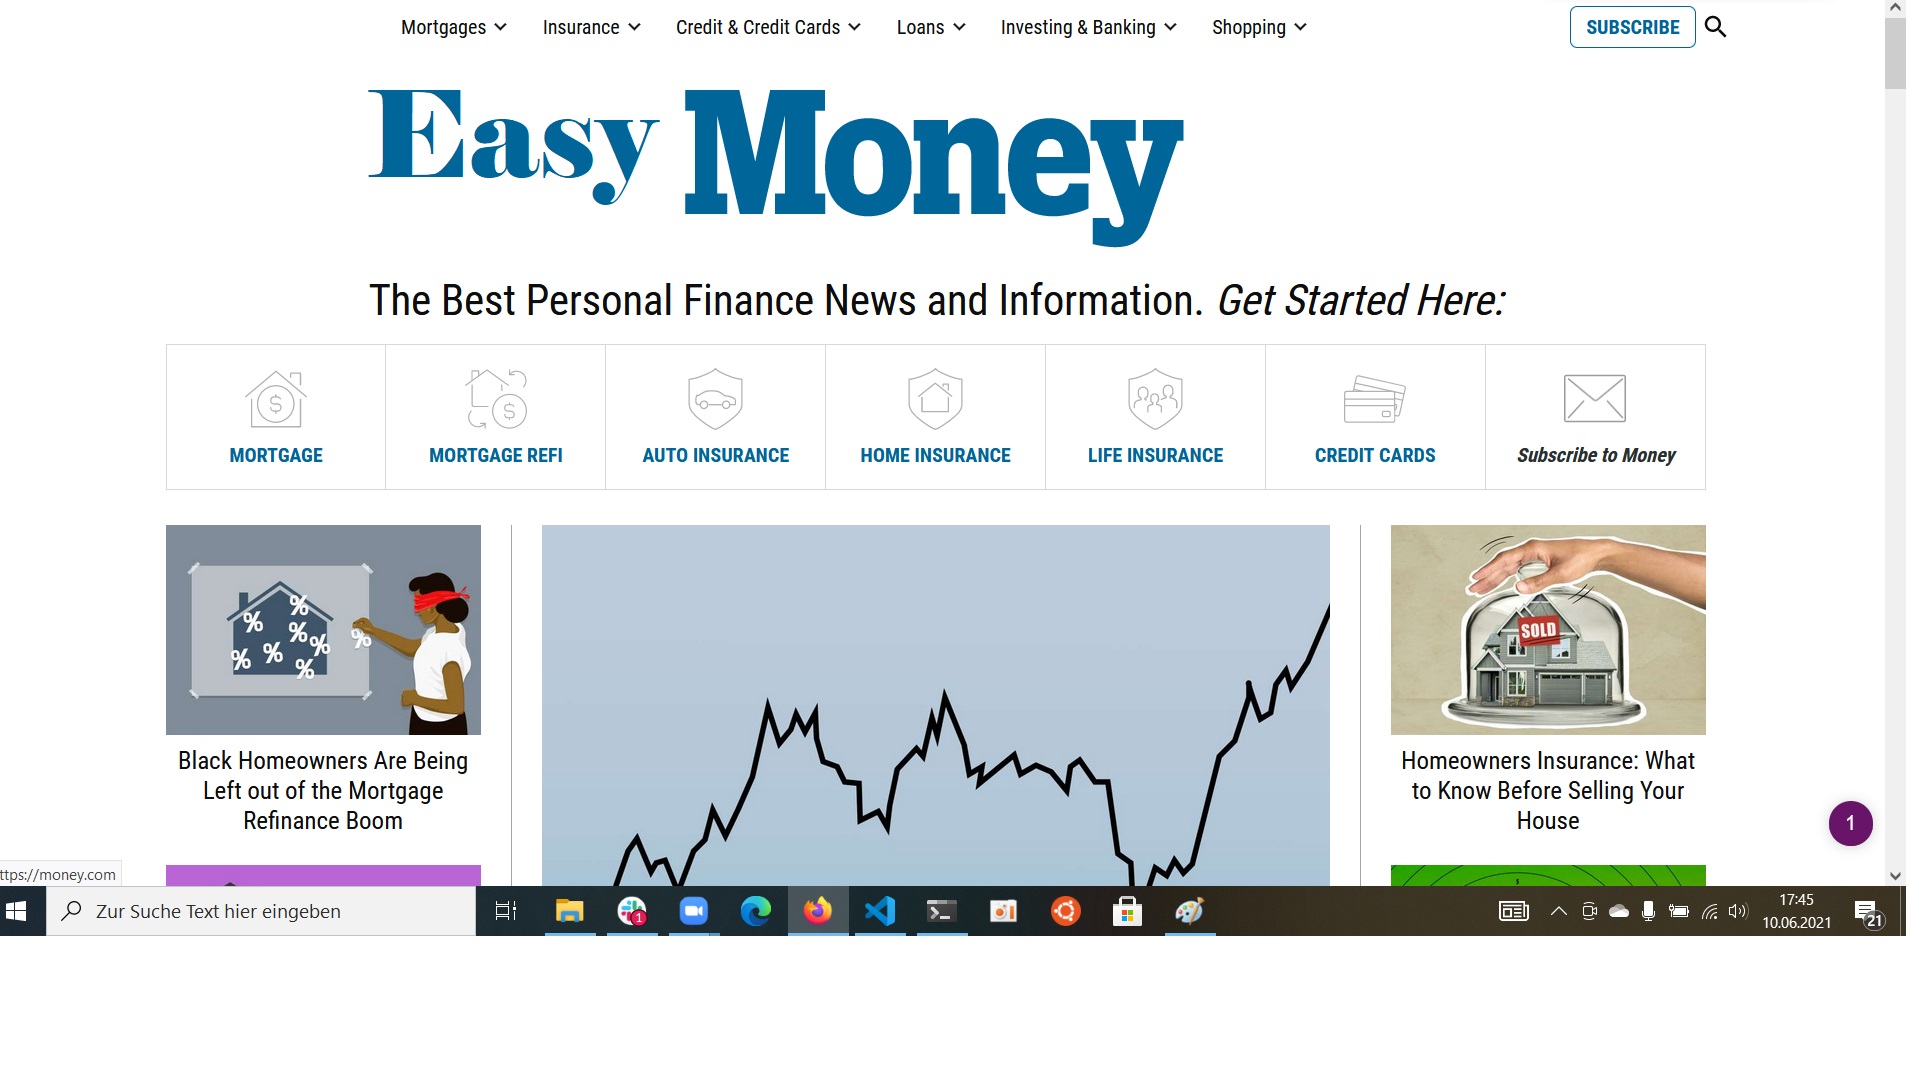 Mortgages Insurance Credit & Credit Cards Loans Investing & Banking Shopping SUBSCRIBE
Easy Money
The Best Personal Finance News and Information. Get Started Here:
MORTGAGE MORTGAGE REFI AUTO INSURANCE HOME INSURANCE LIFE INSURANCE CREDIT CARDS Subscribe to Money
% % % % % % % %
SOLD
Black Homeowners Are Being
Left out of the Mortgage
Refinance Boom
Homeowners Insurance: What
to Know Before Selling Your
House
1
ttps://money.com
Zur Suche Text hier eingeben
1
17:45
10.06.2021
21